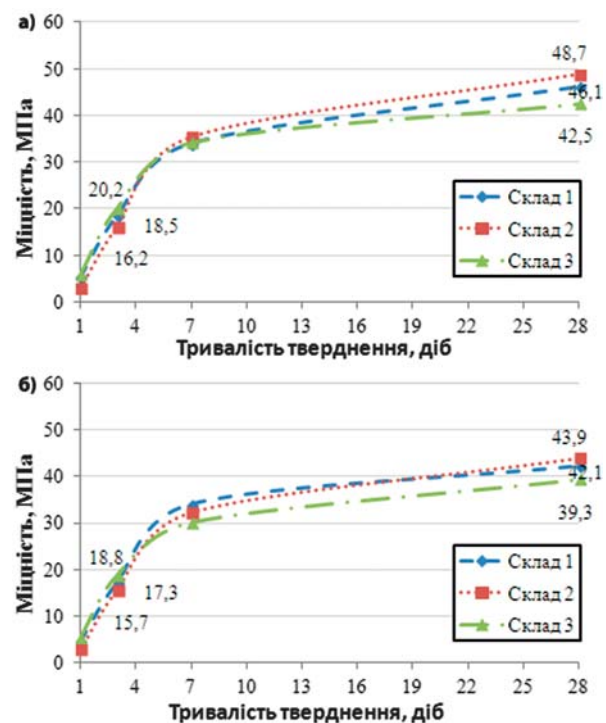 а)
60
50
40
30
20
10
0
Міцність, МПа
48,7
46,1
42,5
20,2
18,5
16,2
Склад 1
Склад 2
Склад 3
1 4 7 10 13 16 19 22 25 28
Тривалість тверднення, діб
б)
60
50
40
30
20
10
0
Міцність, МПа
43,9
42,1
39,3
18,8
17,3
15,7
Склад 1
Склад 2
Склад 3
1 4 7 10 13 16 19 22 25 28
Тривалість тверднення, діб